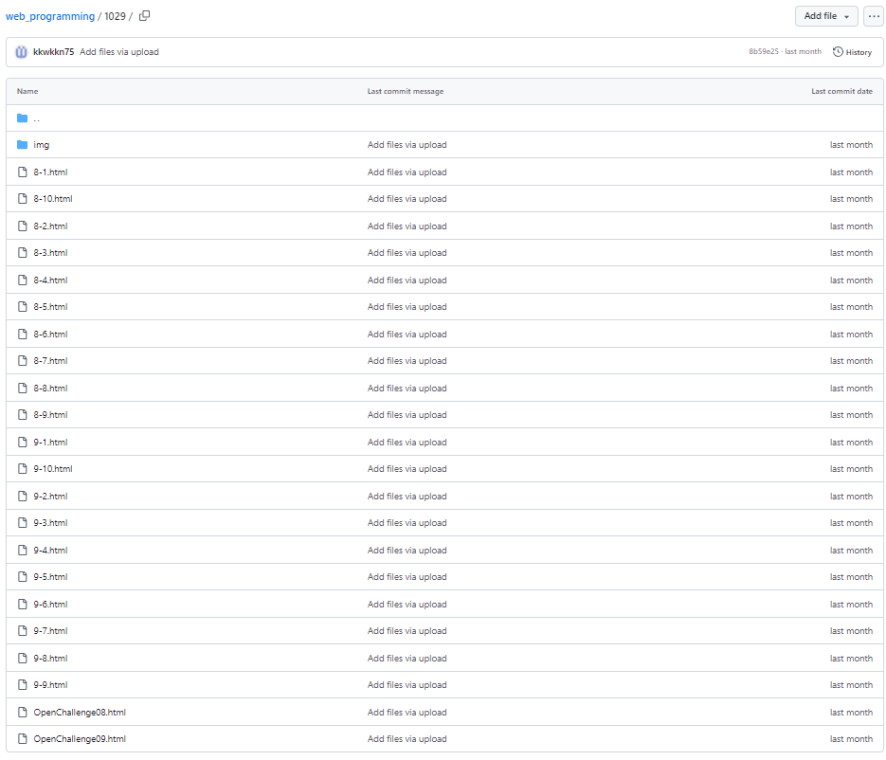 web_programming / 1029 /
Add file
kkwkkn75 Add files via upload
8b59e25 · last month
History
Name Last commit message Last commit date
..
img Add files via upload last month
8-1.html Add files via upload last month
8-10.html Add files via upload last month
8-2.html Add files via upload last month
8-3.html Add files via upload last month
8-4.html Add files via upload last month
8-5.html Add files via upload last month
8-6.html Add files via upload last month
8-7.html Add files via upload last month
8-8.html Add files via upload last month
8-9.html Add files via upload last month
9-1.html Add files via upload last month
9-10.html Add files via upload last month
9-2.html Add files via upload last month
9-3.html Add files via upload last month
9-4.html Add files via upload last month
9-5.html Add files via upload last month
9-6.html Add files via upload last month
9-7.html Add files via upload last month
9-8.html Add files via upload last month
9-9.html Add files via upload last month
OpenChallenge08.html Add files via upload last month
OpenChallenge09.html Add files via upload last month